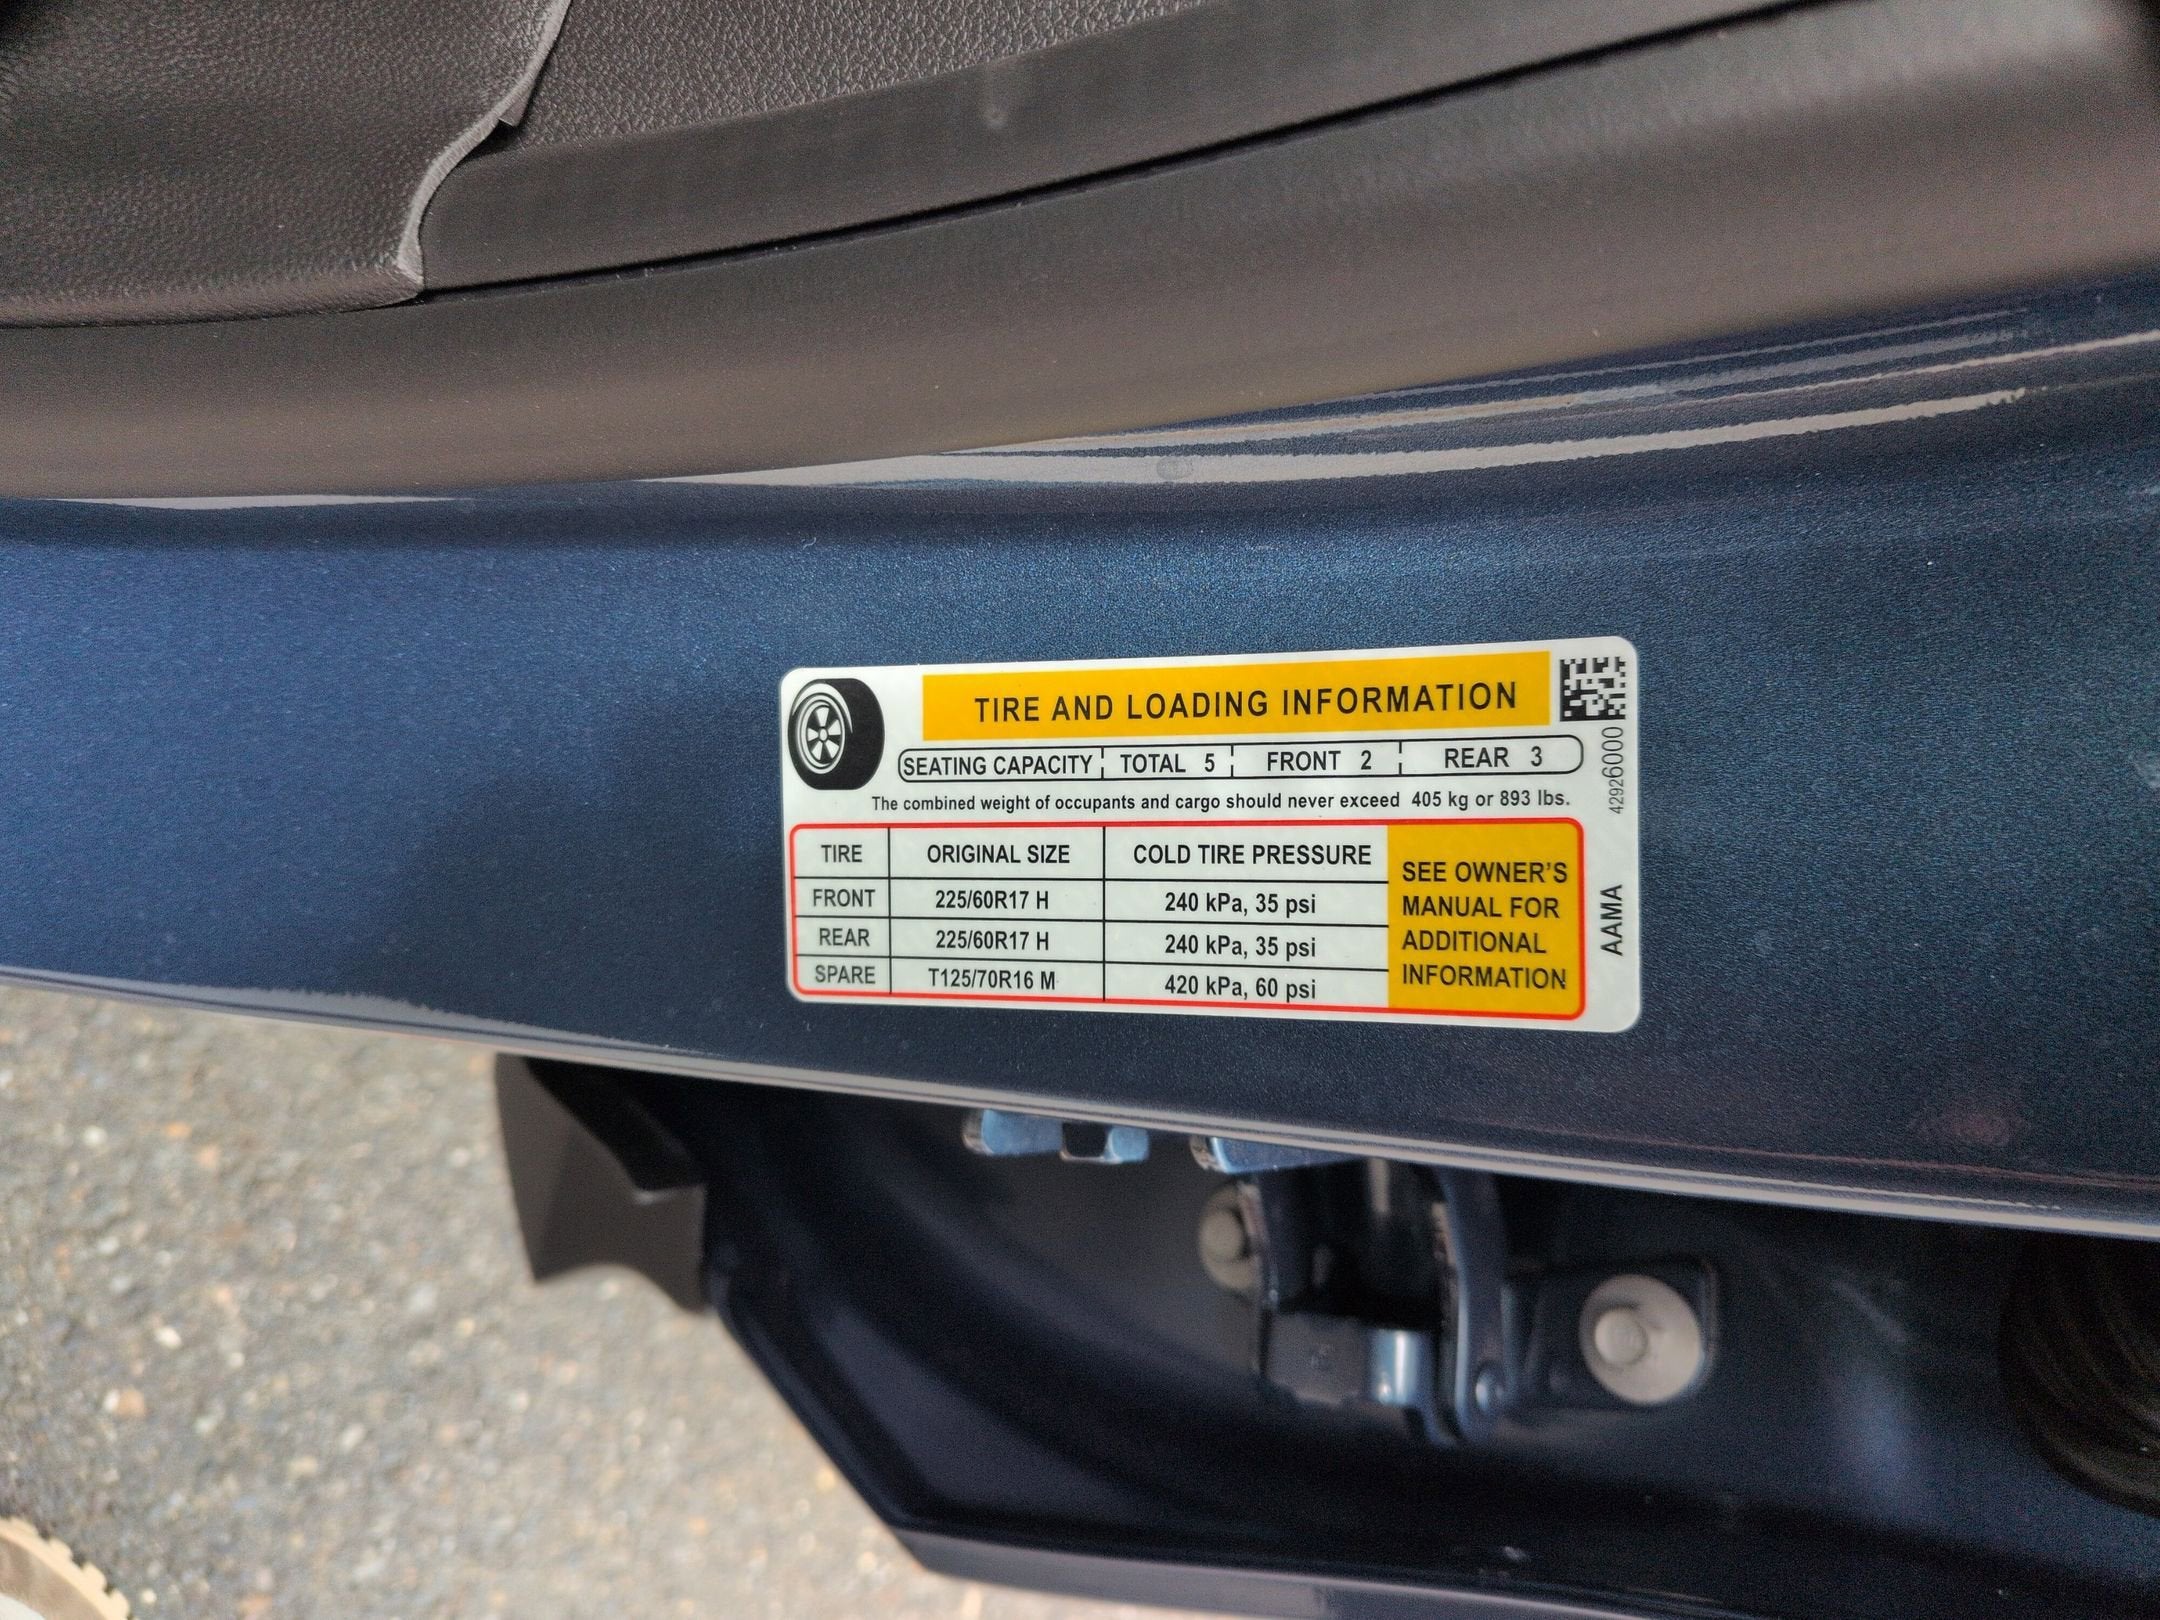 TIRE AND LOADING INFORMATION
SEATING CAPACITY TOTAL 5 FRONT 2 REAR 3
The combined weight of occupants and cargo should never exceed 405 kg or 893 lbs.
TIRE ORIGINAL SIZE COLD TIRE PRESSURE
FRONT 225/60R17 H 240 kPa, 35 psi
REAR 225/60R17 H 240 kPa, 35 psi
SPARE T125/70R16 M 420 kPa, 60 psi
SEE OWNER'S
MANUAL FOR
ADDITIONAL
INFORMATION
42926000
AAMA